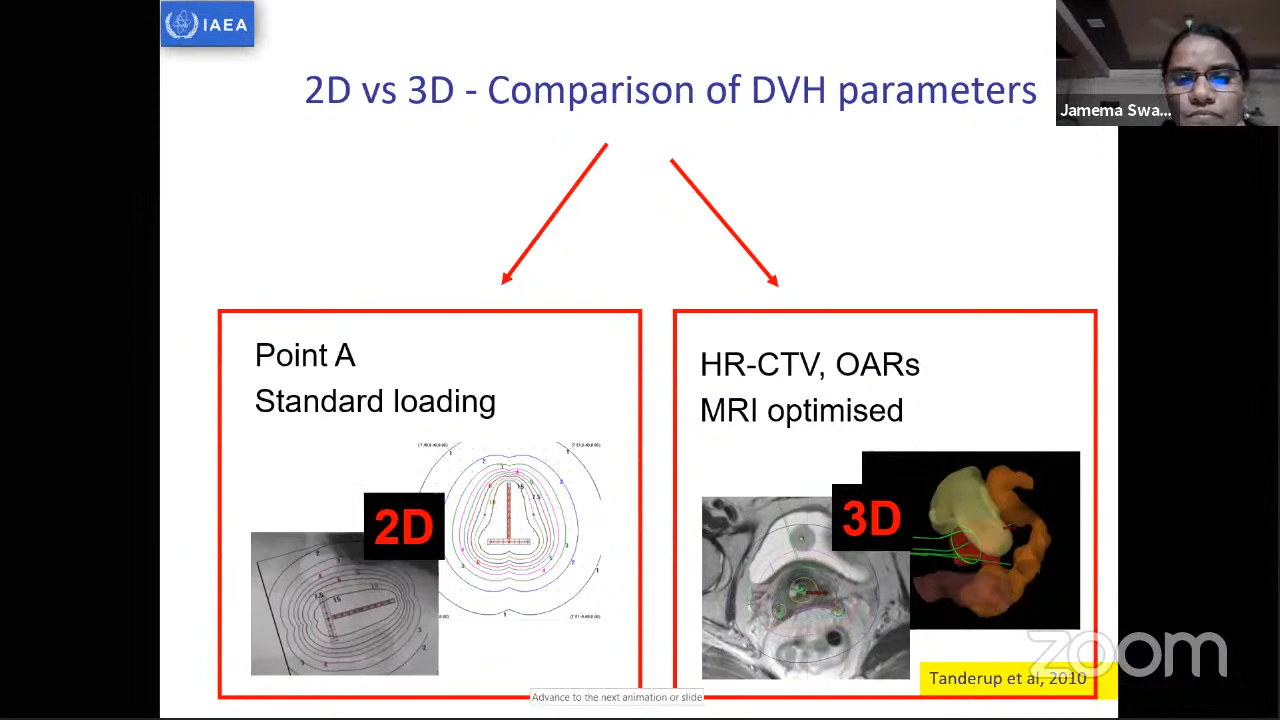 IAEA
2D vs 3D - Comparison of DVH parameters
Jamema Swa...
Point A
Standard loading
2D
HR-CTV, OARs
MRI optimised
3D
Tanderup et al, 2010
zoom
Advance to the next animation or slide